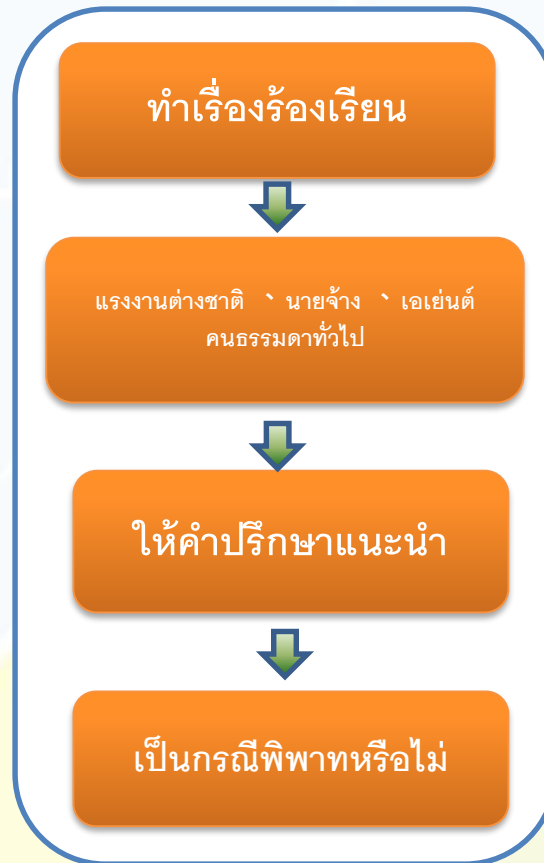 ทำเรื่องร้องเรียน
แรงงานต่างชาติ 、นายจ้าง 、เอเย่นต์
คนธรรมดาทั่วไป
ให้คำปรึกษาแนะนำ
เป็นกรณีพิพาทหรือไม่